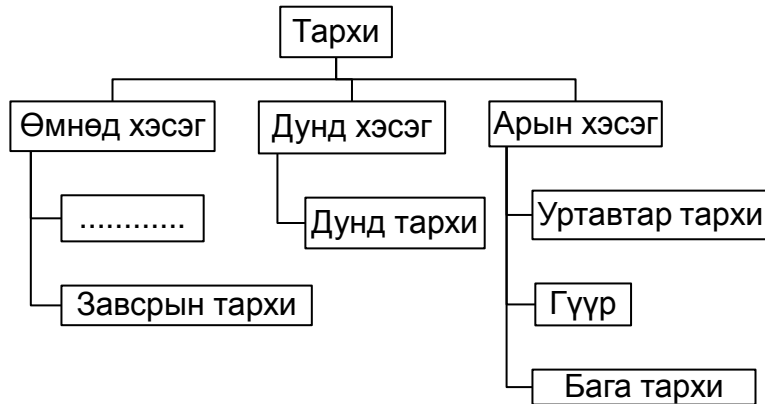 Тархи
Өмнөд хэсэг
Дунд хэсэг
Арын хэсэг
............
Дунд тархи
Уртавтар тархи
Завсрын тархи
Гүүр
Бага тархи